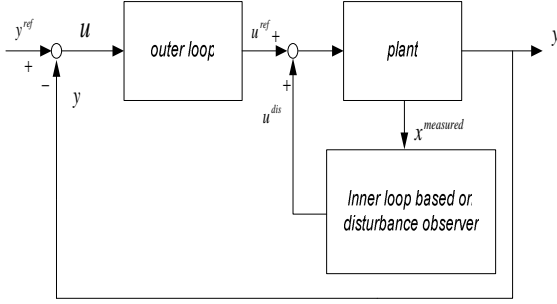 y^ref
+
−
y
u
outer loop
u^ref
+
+
u^dis
plant
y
x^measured
Inner loop based on
disturbance observer